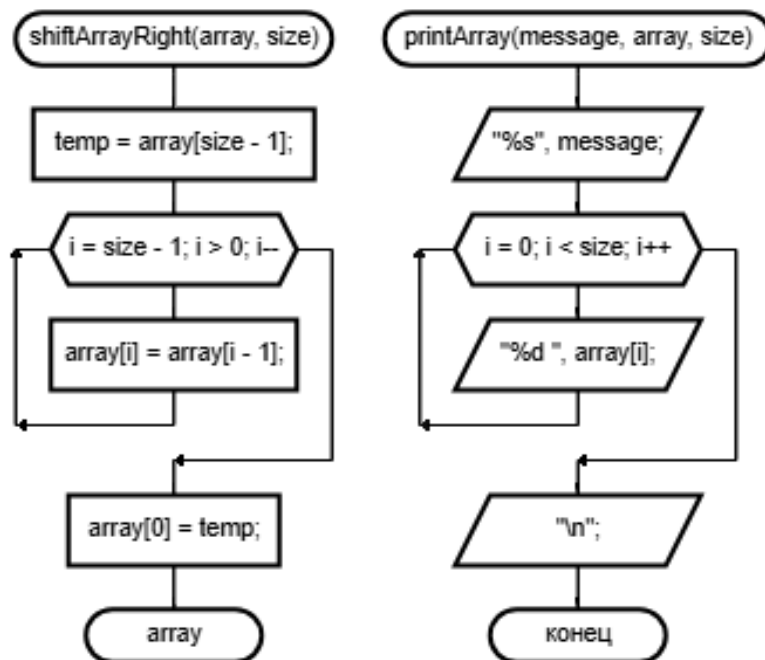 shiftArrayRight(array, size)
temp = array[size - 1];
i = size - 1; i > 0; i--
array[i] = array[i - 1];
array[0] = temp;
array
printArray(message, array, size)
"%s", message;
i = 0; i < size; i++
"%d ", array[i];
"\n";
конец